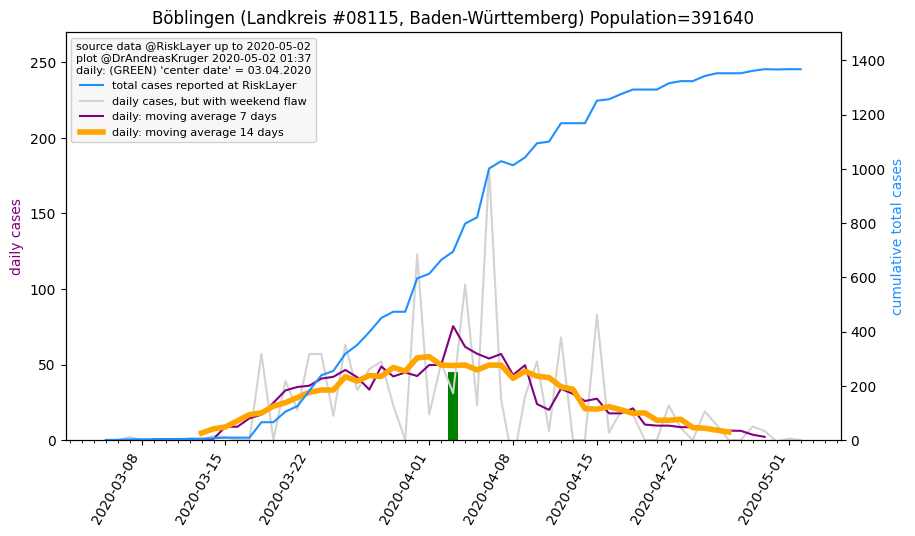 Böblingen (Landkreis #08115, Baden-Württemberg) Population=391640
source data @RiskLayer up to 2020-05-02
plot @DrAndreasKruger 2020-05-02 01:37
daily: (GREEN) 'center date' = 03.04.2020
total cases reported at RiskLayer
daily cases, but with weekend flaw
daily: moving average 7 days
daily: moving average 14 days
250
200
150
100
50
0
daily cases
1400
1200
1000
800
600
400
200
0
cumulative total cases
2020-03-08
2020-03-15
2020-03-22
2020-04-01
2020-04-08
2020-04-15
2020-04-22
2020-05-01